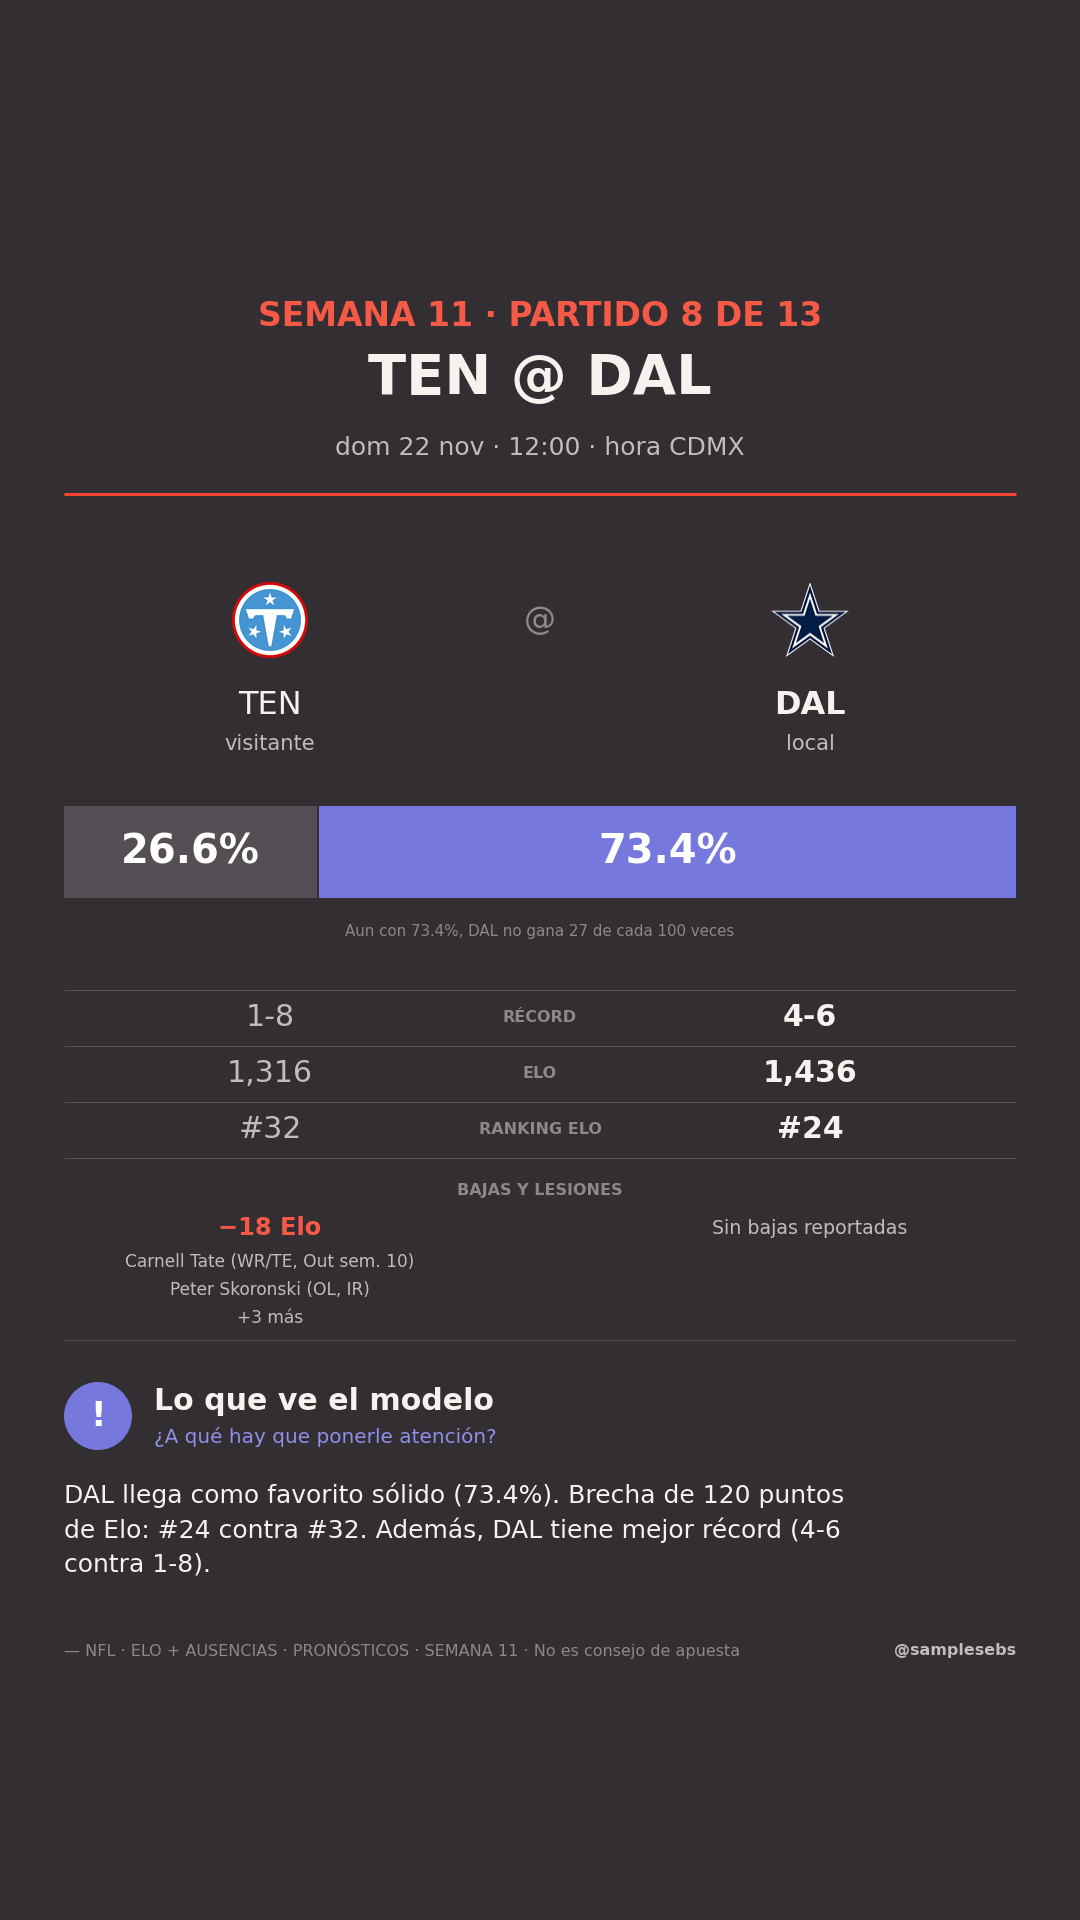 SEMANA 11 · PARTIDO 8 DE 13
TEN @ DAL
dom 22 nov · 12:00 · hora CDMX
@
TEN
DAL
visitante
local
26.6%
73.4%
Aun con 73.4%, DAL no gana 27 de cada 100 veces
1-8
RÉCORD
4-6
1,316
ELO
1,436
#32
RANKING ELO
#24
BAJAS Y LESIONES
−18 Elo
Sin bajas reportadas
Carnell Tate (WR/TE, Out sem. 10)
Peter Skoronski (OL, IR)
+3 más
!
Lo que ve el modelo
¿A qué hay que ponerle atención?
DAL llega como favorito sólido (73.4%). Brecha de 120 puntos
de Elo: #24 contra #32. Además, DAL tiene mejor récord (4-6
contra 1-8).
— NFL · ELO + AUSENCIAS · PRONÓSTICOS · SEMANA 11 · No es consejo de apuesta
@samplesebs